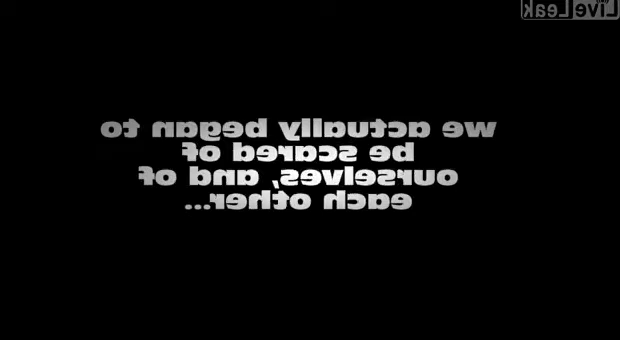 LiveLeak
we actually began to
be scared of
ourselves, and of
each other...